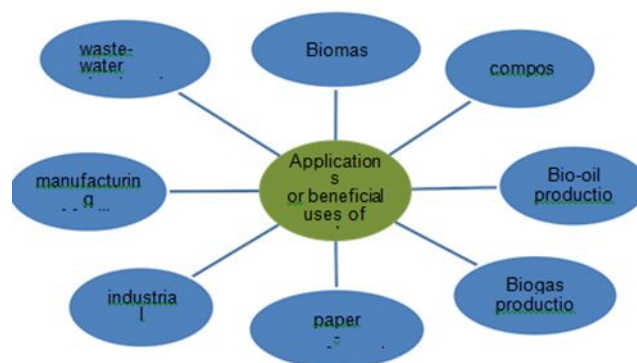 waste-
water
Biomas
compos
Application
s
or beneficial
uses of
manufacturin
g
Bio-oil
productio
industria
l
paper
Biogas
productio